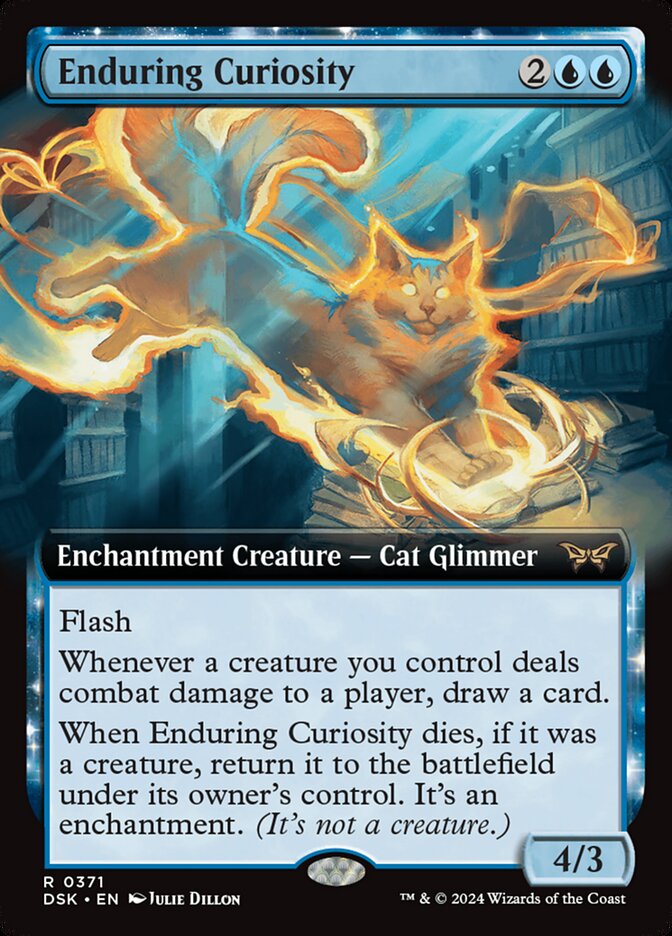 Enduring Curiosity 2
Enchantment Creature — Cat Glimmer
Flash
Whenever a creature you control deals
combat damage to a player, draw a card.
When Enduring Curiosity dies, if it was
a creature, return it to the battlefield
under its owner's control. It's an
enchantment. (It's not a creature.)
4/3
R 0371
DSK • EN Julie Dillon
™ & © 2024 Wizards of the Coast